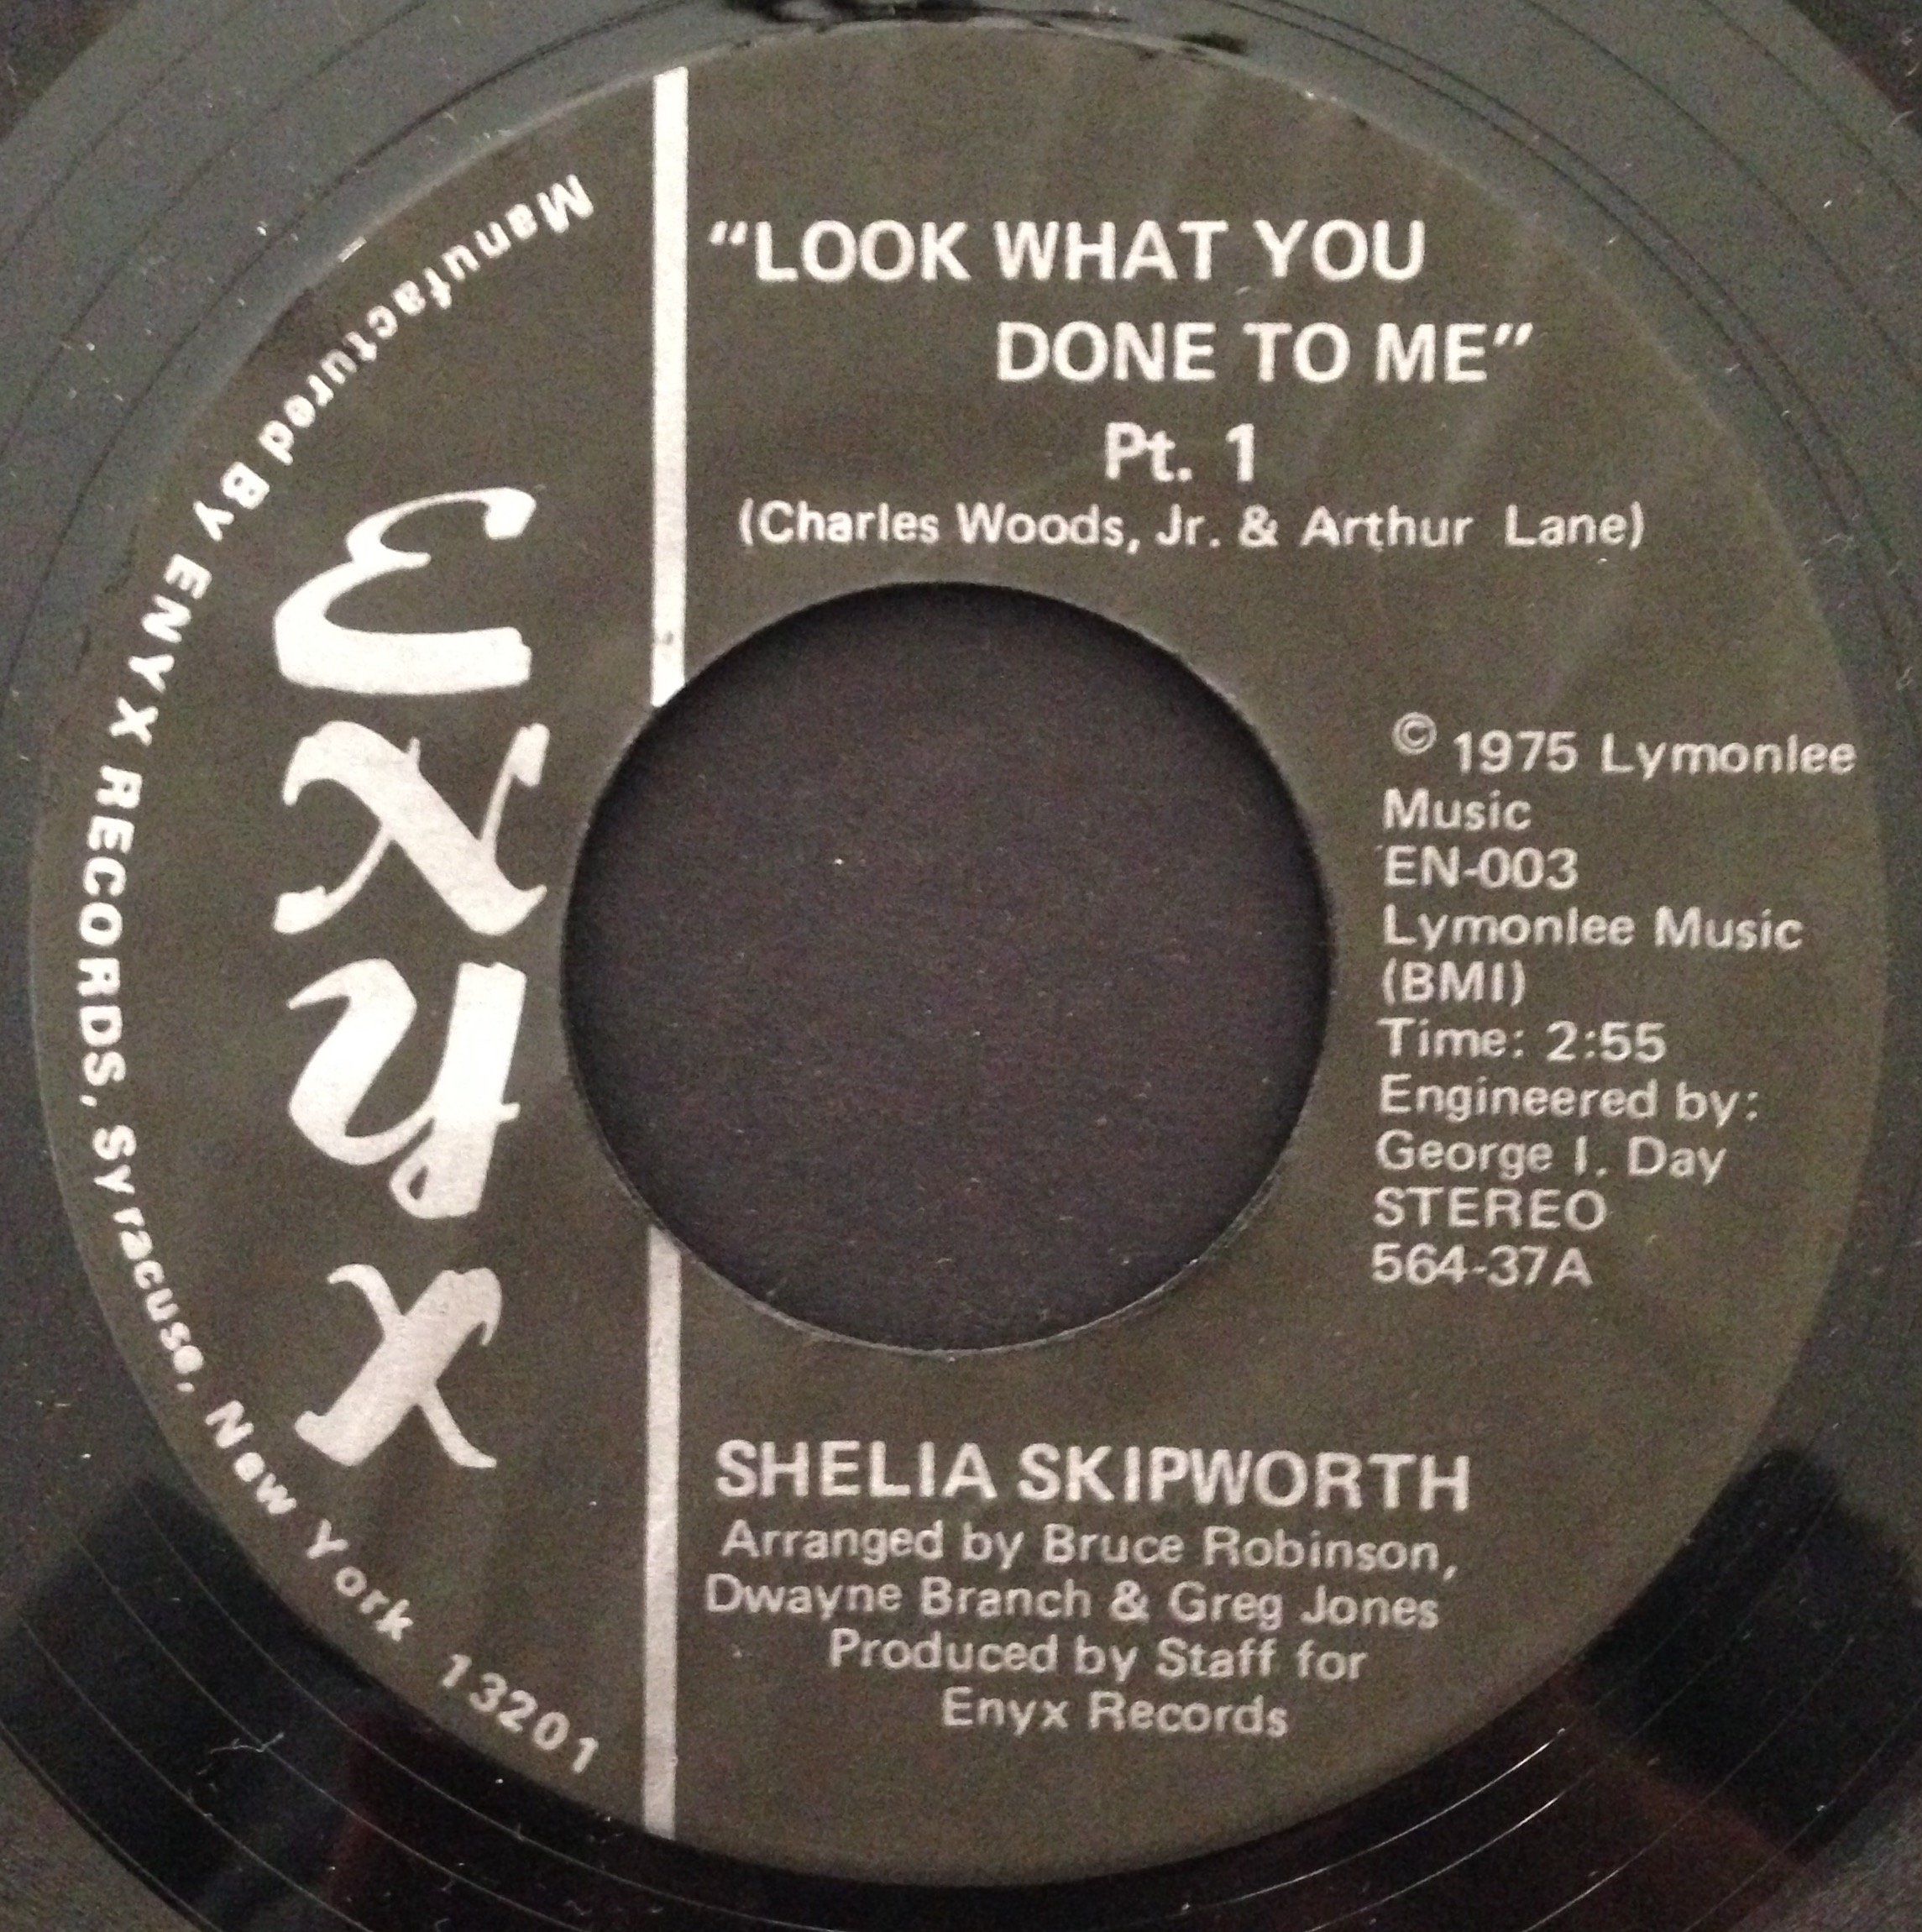 Manufactured By ENYX RECORDS, Syracuse, New York 13201
Enyx
"LOOK WHAT YOU
DONE TO ME"
Pt. 1
(Charles Woods, Jr. & Arthur Lane)
© 1975 Lymonlee
Music
EN-003
Lymonlee Music
(BMI)
Time: 2:55
Engineered by:
George I. Day
STEREO
564-37A
SHELIA SKIPWORTH
Arranged by Bruce Robinson,
Dwayne Branch & Greg Jones
Produced by Staff for
Enyx Records